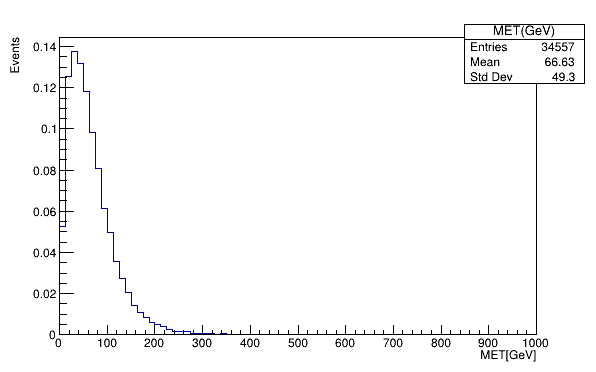 MET(GeV)
Entries 34557
Mean 66.63
Std Dev 49.3
Events
0.14
0.12
0.1
0.08
0.06
0.04
0.02
0
0 100 200 300 400 500 600 700 800 900 1000
MET[GeV]